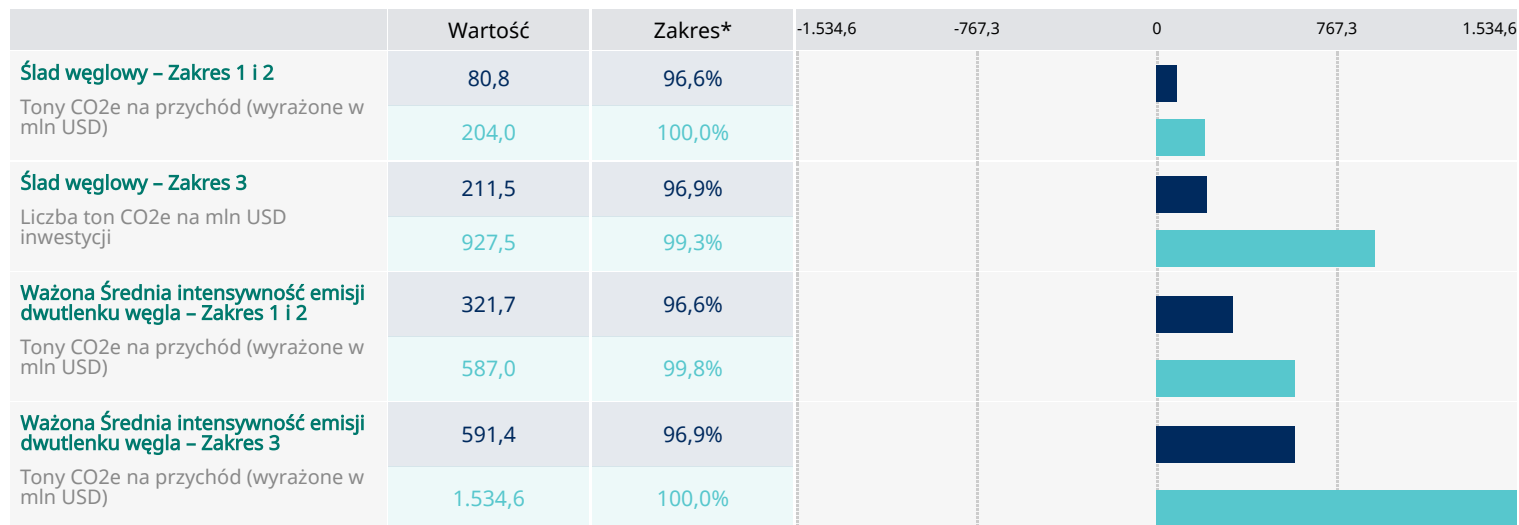 Wartość Zakres* -1.534,6 -767,3 0 767,3 1.534,6
Ślad węglowy – Zakres 1 i 2
Tony CO2e na przychód (wyrażone w
mln USD)
80,8 96,6%
204,0 100,0%
Ślad węglowy – Zakres 3
Liczba ton CO2e na mln USD
inwestycji
211,5 96,9%
927,5 99,3%
Ważona Średnia intensywność emisji
dwutlenku węgla – Zakres 1 i 2
Tony CO2e na przychód (wyrażone w
mln USD)
321,7 96,6%
587,0 99,8%
Ważona Średnia intensywność emisji
dwutlenku węgla – Zakres 3
Tony CO2e na przychód (wyrażone w
mln USD)
591,4 96,9%
1.534,6 100,0%